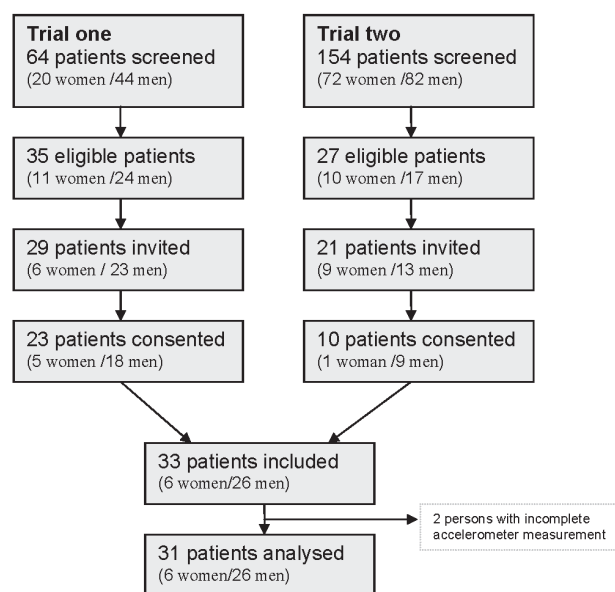 Trial one
64 patients screened
(20 women /44 men)
Trial two
154 patients screened
(72 women /82 men)
35 eligible patients
(11 women /24 men)
27 eligible patients
(10 women /17 men)
29 patients invited
(6 women / 23 men)
21 patients invited
(9 women /13 men)
23 patients consented
(5 women /18 men)
10 patients consented
(1 woman /9 men)
33 patients included
(6 women/26 men)
2 persons with incomplete
accelerometer measurement
31 patients analysed
(6 women/26 men)